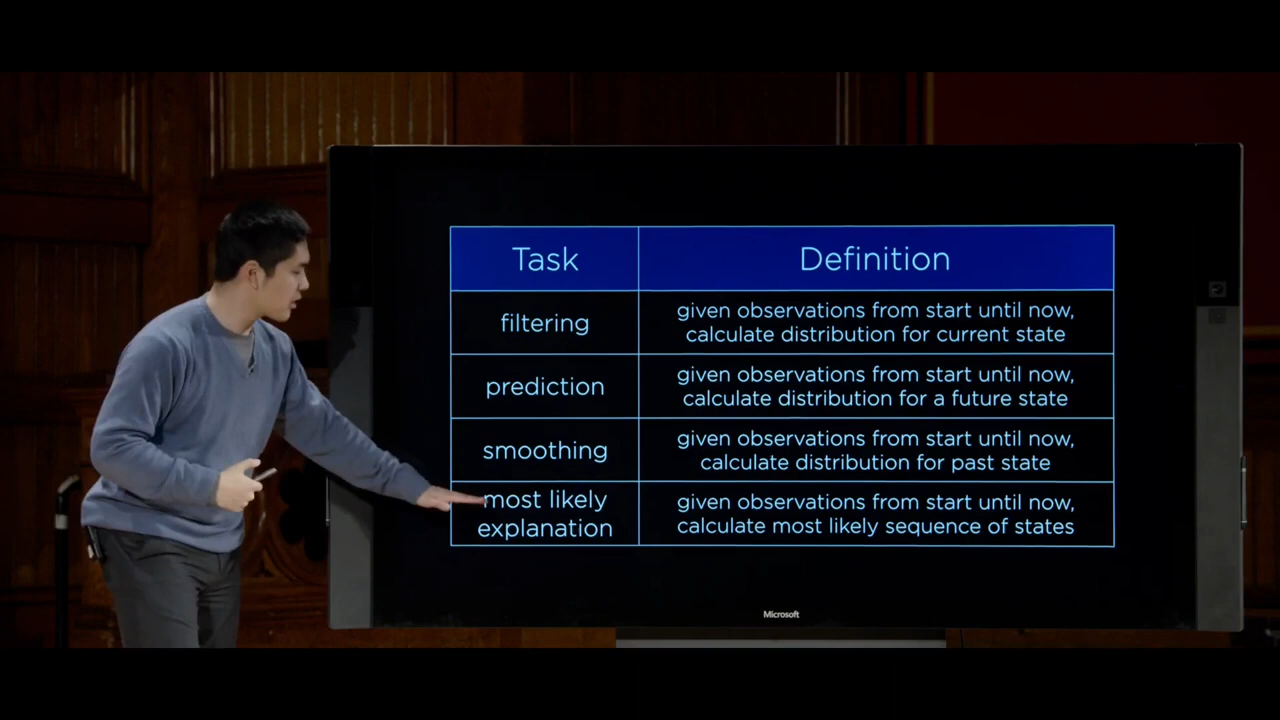 Task
Definition
filtering
given observations from start until now,
calculate distribution for current state
prediction
given observations from start until now,
calculate distribution for a future state
smoothing
given observations from start until now,
calculate distribution for past state
most likely
explanation
given observations from start until now,
calculate most likely sequence of states
Microsoft